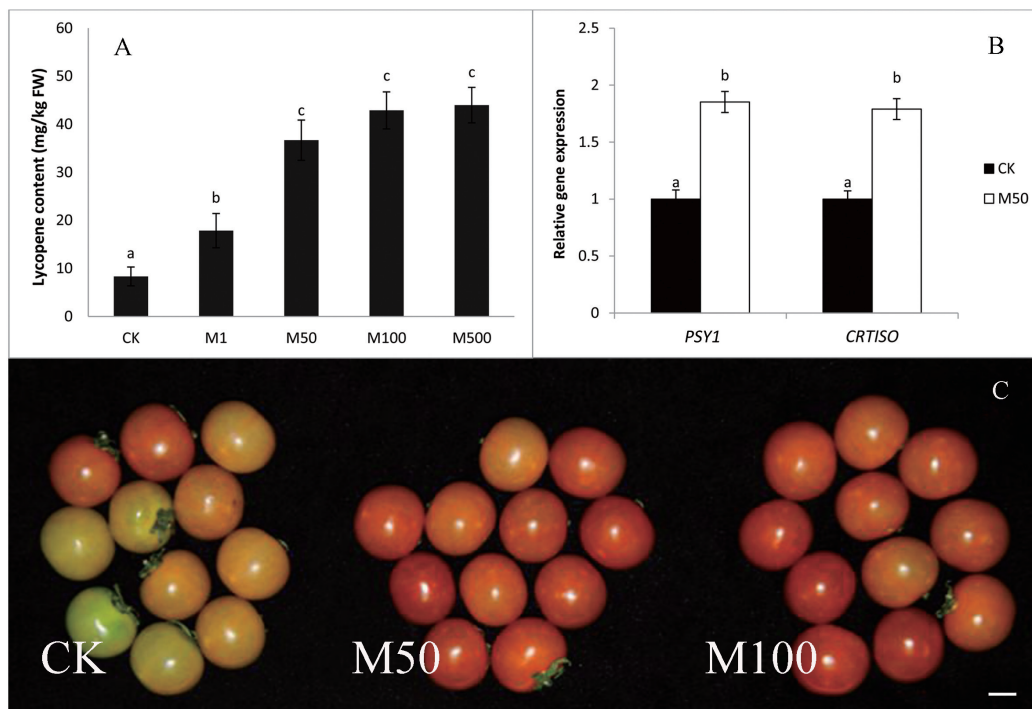 A
Lycopene content (mg/kg FW)
60
50
40
30
20
10
0
a
b
c
c
c
CK M1 M50 M100 M500
B
Relative gene expression
2.5
2
1.5
1
0.5
0
a
b
a
b
PSY1 CRTISO
CK
M50
C
CK M50 M100